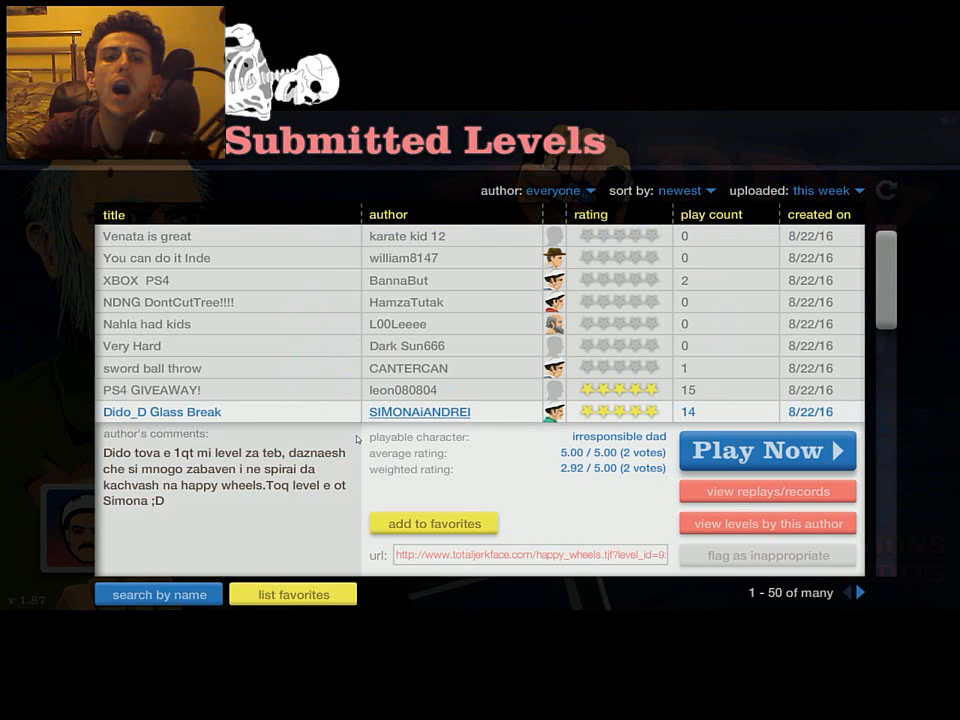 Submitted Levels
author: everyone sort by: newest uploaded: this week
title author rating play count created on
Venata is great karate kid 12 0 8/22/16
You can do it Inde william8147 0 8/22/16
XBOX PS4 BannaBut 2 8/22/16
NDNG DontCutTree!!!! HamzaTutak 0 8/22/16
Nahla had kids L00Leeee 0 8/22/16
Very Hard Dark Sun666 0 8/22/16
sword ball throw CANTERCAN 1 8/22/16
PS4 GIVEAWAY! leon080804 15 8/22/16
Dido_D Glass Break SIMONAiANDREI 14 8/22/16
author's comments:
Dido tova e 1qt mi level za teb, daznaesh
che si mnogo zabaven i ne spirai da
kachvash na happy wheels.Toq level e ot
Simona ;D
playable character: irresponsible dad
average rating: 5.00 / 5.00 (2 votes)
weighted rating: 2.92 / 5.00 (2 votes)
add to favorites
url: http://www.totaljerkface.com/happy_wheels.tjf?level_id=9
Play Now
view replays/records
view levels by this author
flag as inappropriate
v 1.87
search by name list favorites
1 - 50 of many